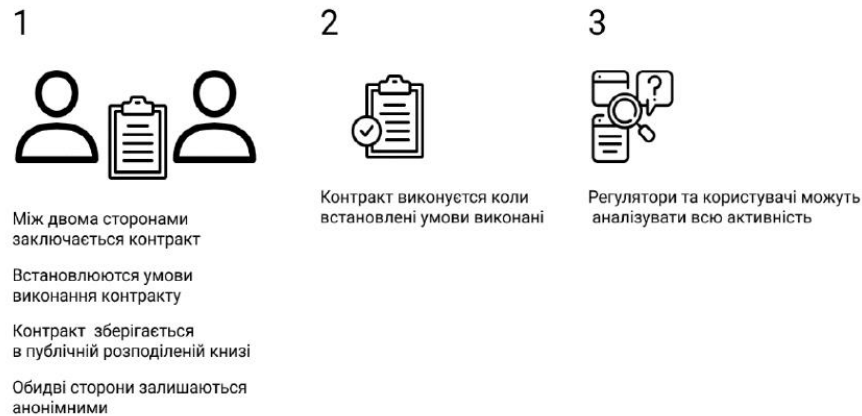 1
Між двома сторонами
заключається контракт
Встановлюются умови
виконання контракту
Контракт зберігається
в публічній розподіленій книзі
Обидві сторони залишаються
анонімними
2
Контракт виконуєтся коли
встановлені умови виконані
3
?
Регулятори та користувачі можуть
аналізувати всю активність